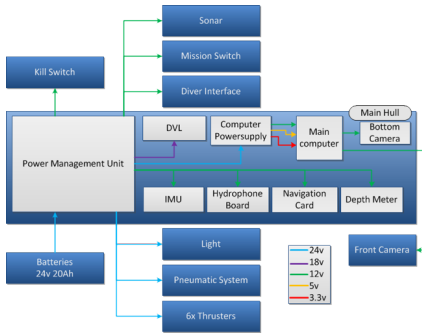 Sonar
Mission Switch
Kill Switch
Diver Interface
Main Hull
DVL
Computer
Powersupply
Main
computer
Bottom
Camera
Power Management Unit
IMU
Hydrophone
Board
Navigation
Card
Depth Meter
Batteries
24v 20Ah
Light
Pneumatic System
6x Thrusters
24v
18v
12v
5v
3.3v
Front Camera